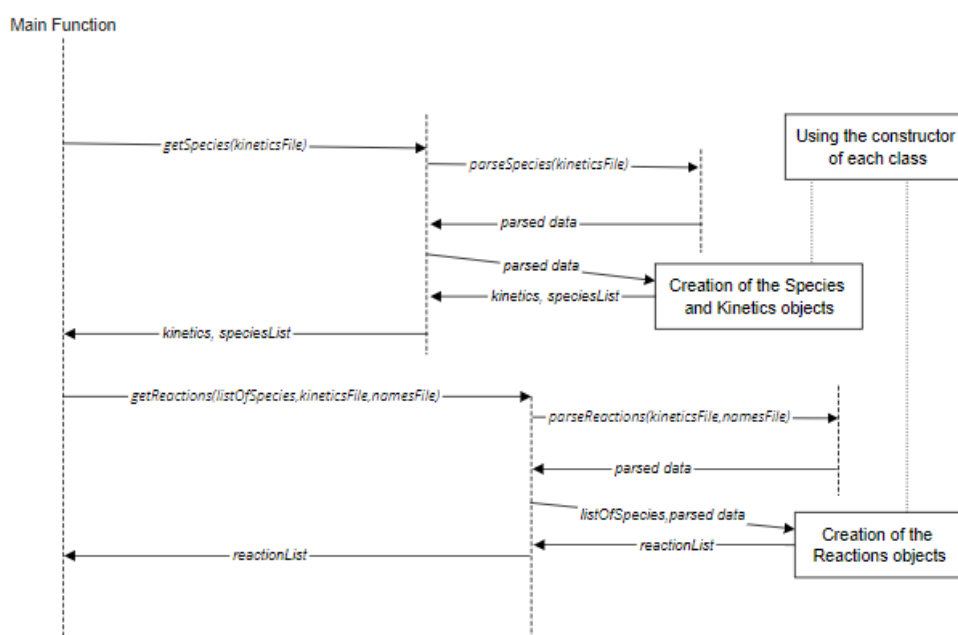 Main Function
getSpecies(kineticsFile)
Using the constructor
of each class
parseSpecies(kineticsFile)
parsed data
parsed data
Creation of the Species
and Kinetics objects
kinetics, speciesList
kinetics, speciesList
getReactions(listOfSpecies,kineticsFile,namesFile)
parseReactions(kineticsFile,namesFile)
parsed data
listOfSpecies,parsed data
Creation of the
Reactions objects
reactionList
reactionList